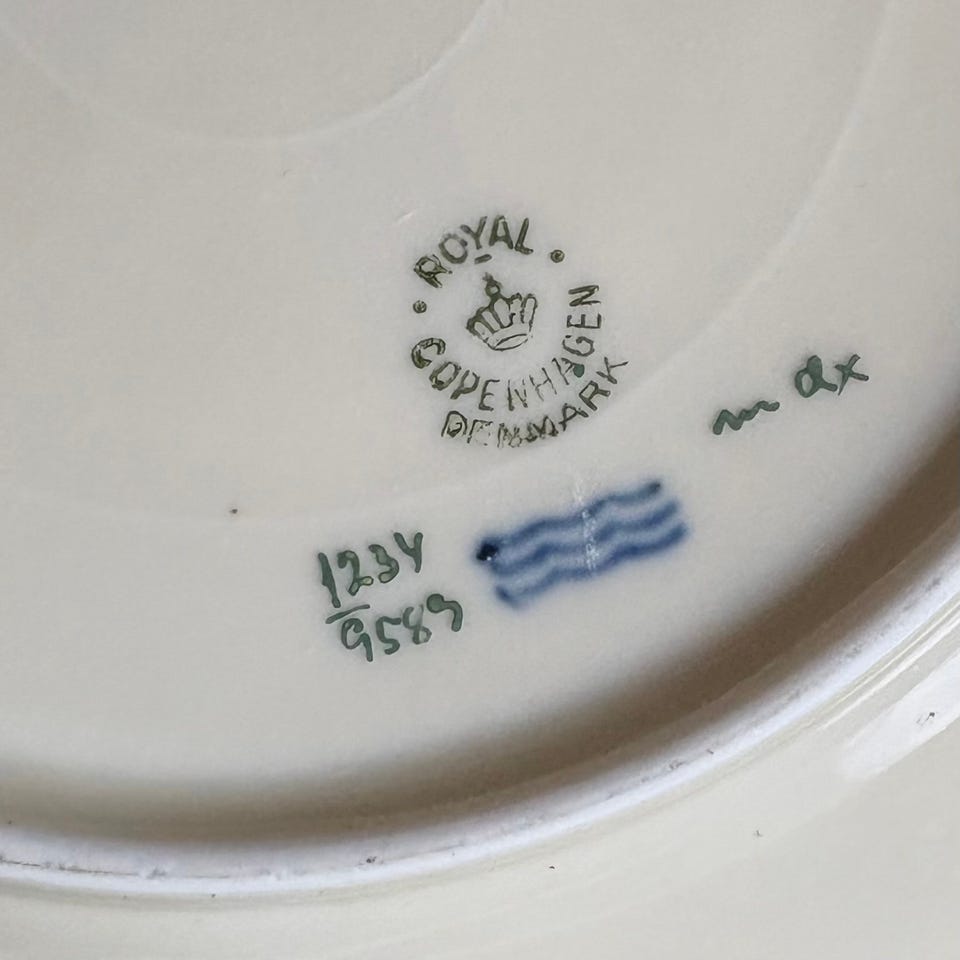 ROYAL
COPENHAGEN
DENMARK
1234
9589